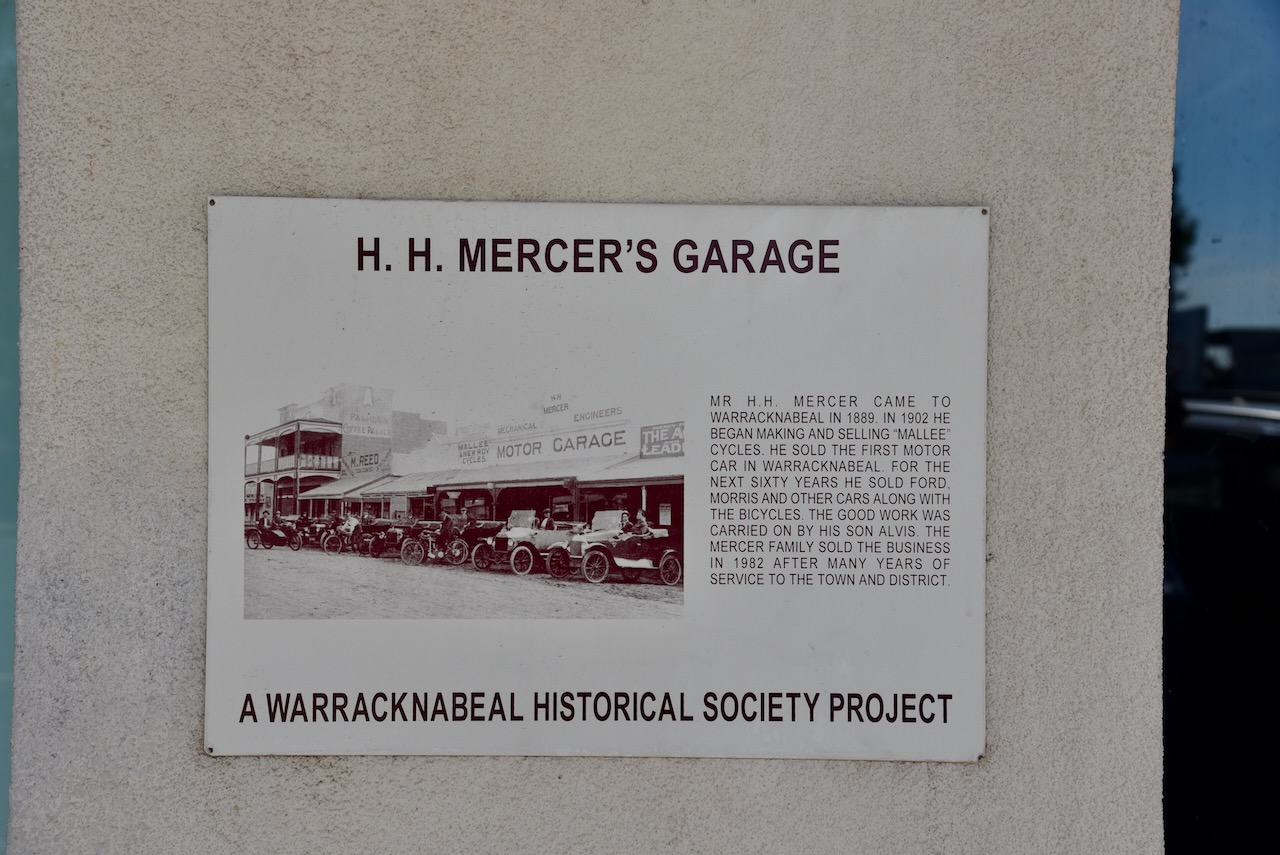 H. H. MERCER'S GARAGE
H·H
MERCER
MECHANICAL ENGINEERS
MALLEE
CYCLES
MOTOR GARAGE
THE A
LEAD
M. REED
MR H.H. MERCER CAME TO
WARRACKNABEAL IN 1889. IN 1902 HE
BEGAN MAKING AND SELLING “MALLEE”
CYCLES. HE SOLD THE FIRST MOTOR
CAR IN WARRACKNABEAL. FOR THE
NEXT SIXTY YEARS HE SOLD FORD,
MORRIS AND OTHER CARS ALONG WITH
THE BICYCLES. THE GOOD WORK WAS
CARRIED ON BY HIS SON ALVIS. THE
MERCER FAMILY SOLD THE BUSINESS
IN 1982 AFTER MANY YEARS OF
SERVICE TO THE TOWN AND DISTRICT.
A WARRACKNABEAL HISTORICAL SOCIETY PROJECT